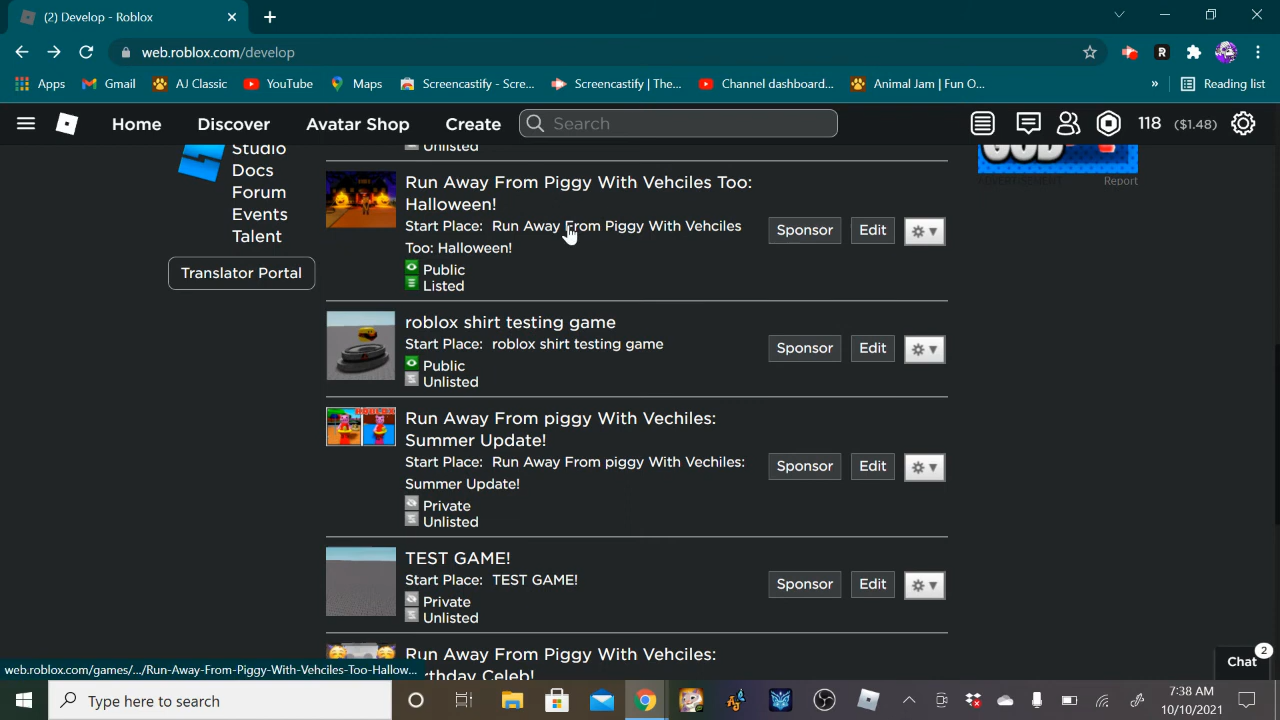 (2) Develop - Roblox
web.roblox.com/develop
Apps Gmail AJ Classic YouTube Maps Screencastify - Scre... Screencastify | The... Channel dashboard... Animal Jam | Fun O... » Reading list
Home Discover Avatar Shop Create Search 118 ($1.48)
Studio
Docs
Forum
Events
Talent
Translator Portal
Unlisted
Run Away From Piggy With Vehciles Too:
Halloween!
Start Place: Run Away From Piggy With Vehciles
Too: Halloween!
Public
Listed
Sponsor Edit
roblox shirt testing game
Start Place: roblox shirt testing game
Public
Unlisted
Sponsor Edit
Run Away From piggy With Vechiles:
Summer Update!
Start Place: Run Away From piggy With Vechiles:
Summer Update!
Private
Unlisted
Sponsor Edit
TEST GAME!
Start Place: TEST GAME!
Private
Unlisted
Sponsor Edit
Run Away From Piggy With Vehciles:
Report
web.roblox.com/games/.../Run-Away-From-Piggy-With-Vehciles-Too-Hallow...
Chat 2
Type here to search
7:38 AM
10/10/2021